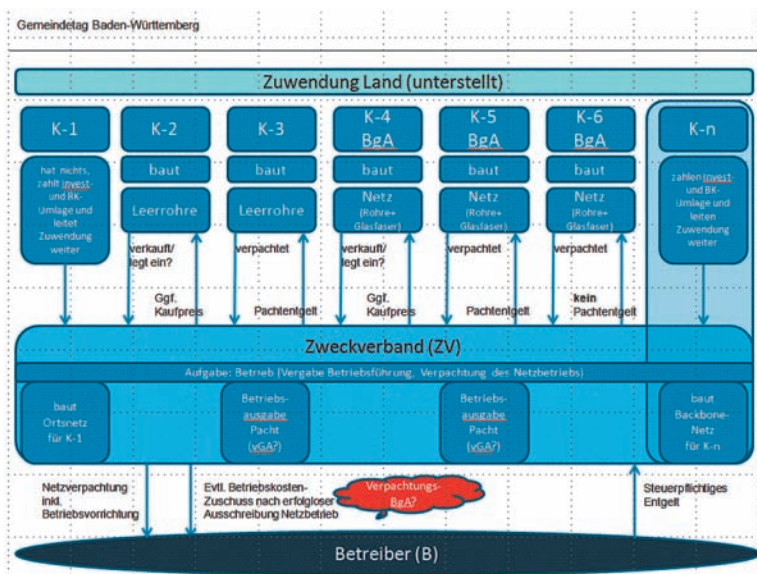 Gemeindetag Baden-Württemberg
Zuwendung Land (unterstellt)
K-1
K-2
K-3
K-4
BgA
K-5
BgA
K-6
BgA
K-n
hat nichts,
zahlt Invest-
und BK-
Umlage und
leitet
Zuwendung
weiter
baut
Leerrohre
baut
Leerrohre
baut
Netz
(Rohre+
Glasfaser)
baut
Netz
(Rohre+
Glasfaser)
baut
Netz
(Rohre+
Glasfaser)
zahlen Invest-
und BK-
Umlage und
leiten
Zuwendung
weiter
verkauft/
legt ein?
verpachtet
verkauft/
legt ein?
verpachtet
verpachtet
Ggf.
Kaufpreis
Pachtentgelt
Ggf.
Kaufpreis
Pachtentgelt
kein
Pachtentgelt
Zweckverband (ZV)
Aufgabe: Betrieb (Vergabe Betriebsführung, Verpachtung des Netzbetriebs)
baut
Ortsnetz
für K-1
Betriebs-
ausgabe
Pacht
(vGA?)
Betriebs-
ausgabe
Pacht
(vGA?)
baut
Backbone-
Netz
für K-n
Netzverpachtung
inkl.
Betriebsvorrichtung
Evtl. Betriebskosten-
Zuschuss nach erfolgloser
Ausschreibung Netzbetrieb
Verpachtungs-
BgA?
Steuerpflichtiges
Entgelt
Betreiber (B)